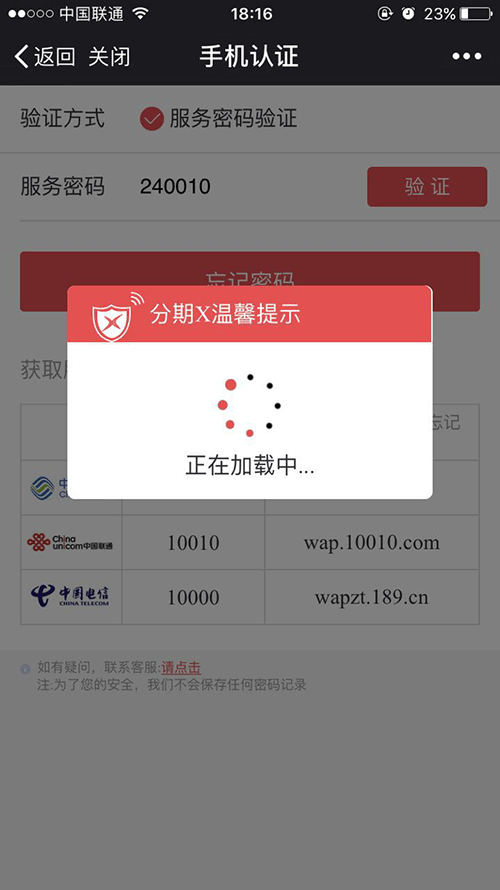 中国联通 18:16 23%
返回 关闭 手机认证
验证方式 服务密码验证
服务密码 240010 验 证
忘记密码
分期X温馨提示
获取
忘记
正在加载中...
China unicom中国联通 10010 wap.10010.com
中国电信 CHINA TELECOM 10000 wapzt.189.cn
如有疑问，联系客服:请点击
注:为了您的安全，我们不会保存任何密码记录